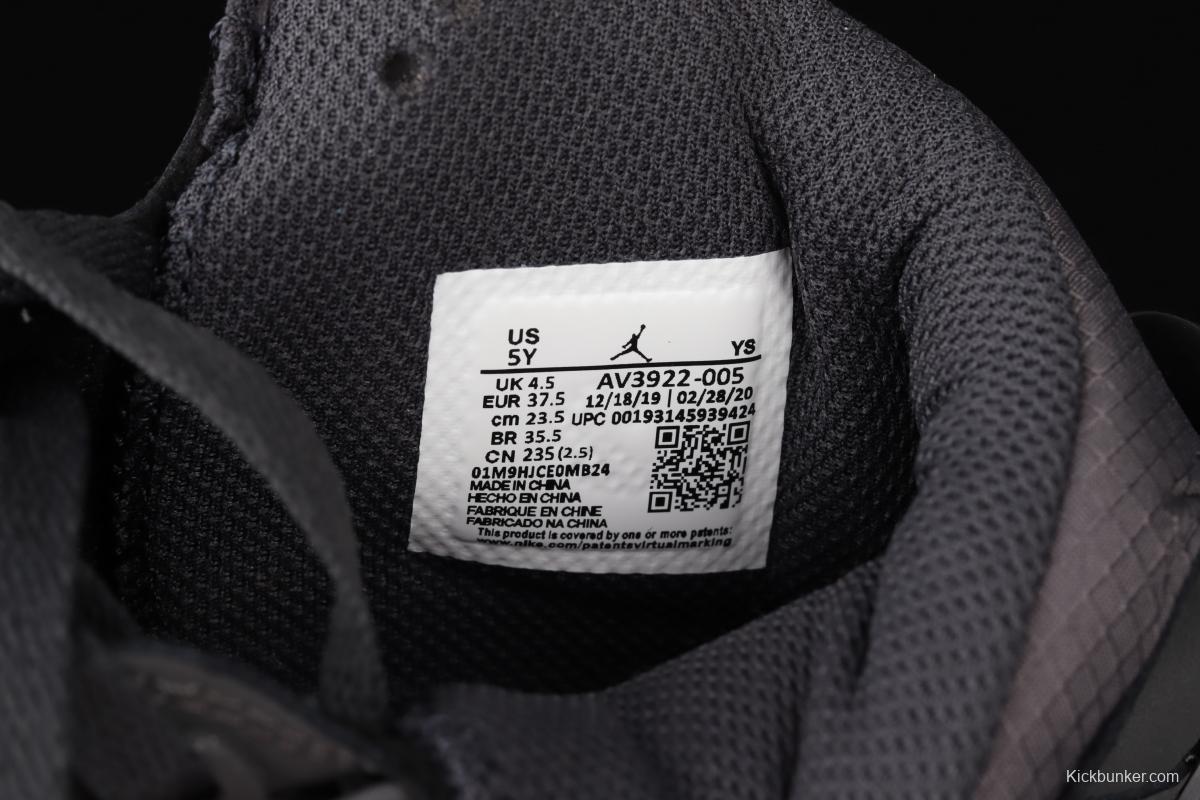 US
5Y
YS
UK 4.5
AV3922-005
EUR 37.5
12/18/19 | 02/28/20
cm 23.5
UPC 00193145939424
BR 35.5
CN 235(2.5)
01M9HJCE0MB24
MADE IN CHINA
HECHO EN CHINA
FABRIQUE EN CHINE
FABRICADO NA CHINA
This product is covered by one or more patents:
www.nike.com/patentsvirtualmarking
Kickbunker.com